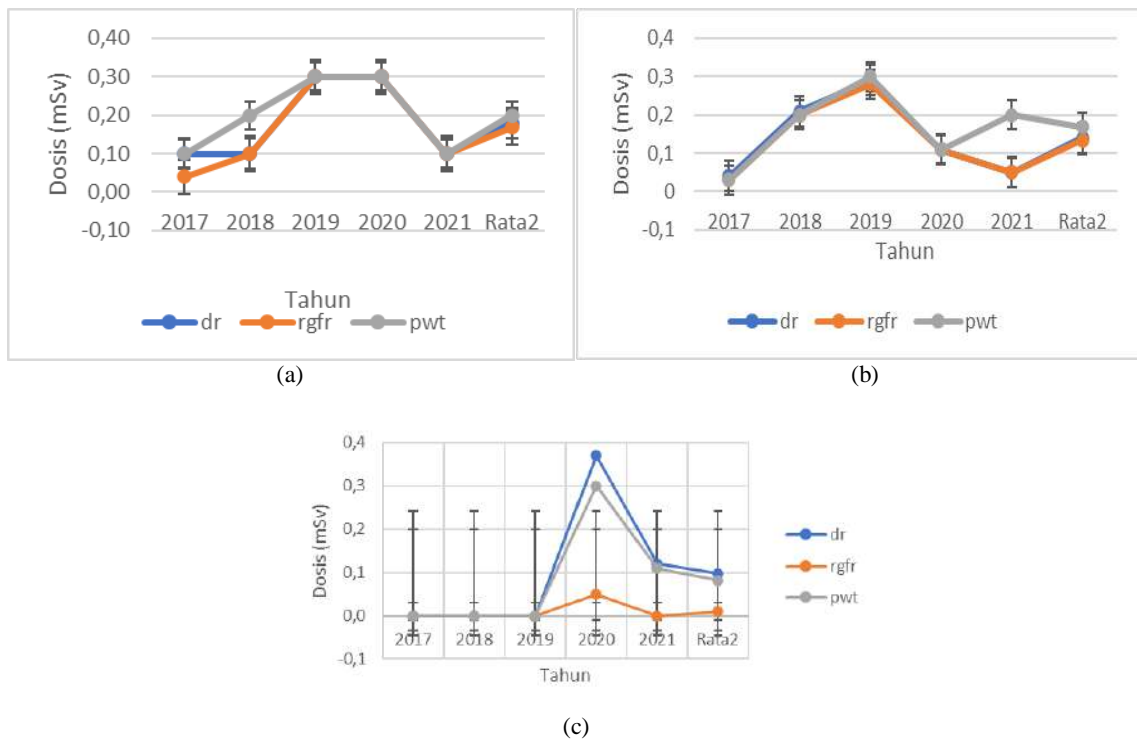 0,40
0,30
0,20
0,10
0,00
-0,10
Dosis (mSv)
2017 2018 2019 2020 2021 Rata2
Tahun
dr rgfr pwt
(a)
0,4
0,3
0,2
0,1
0
-0,1
Dosis (mSv)
2017 2018 2019 2020 2021 Rata2
Tahun
dr rgfr pwt
(b)
0,4
0,3
0,2
0,1
0,0
-0,1
Dosis (mSv)
2017 2018 2019 2020 2021 Rata2
Tahun
dr
rgfr
pwt
(c)